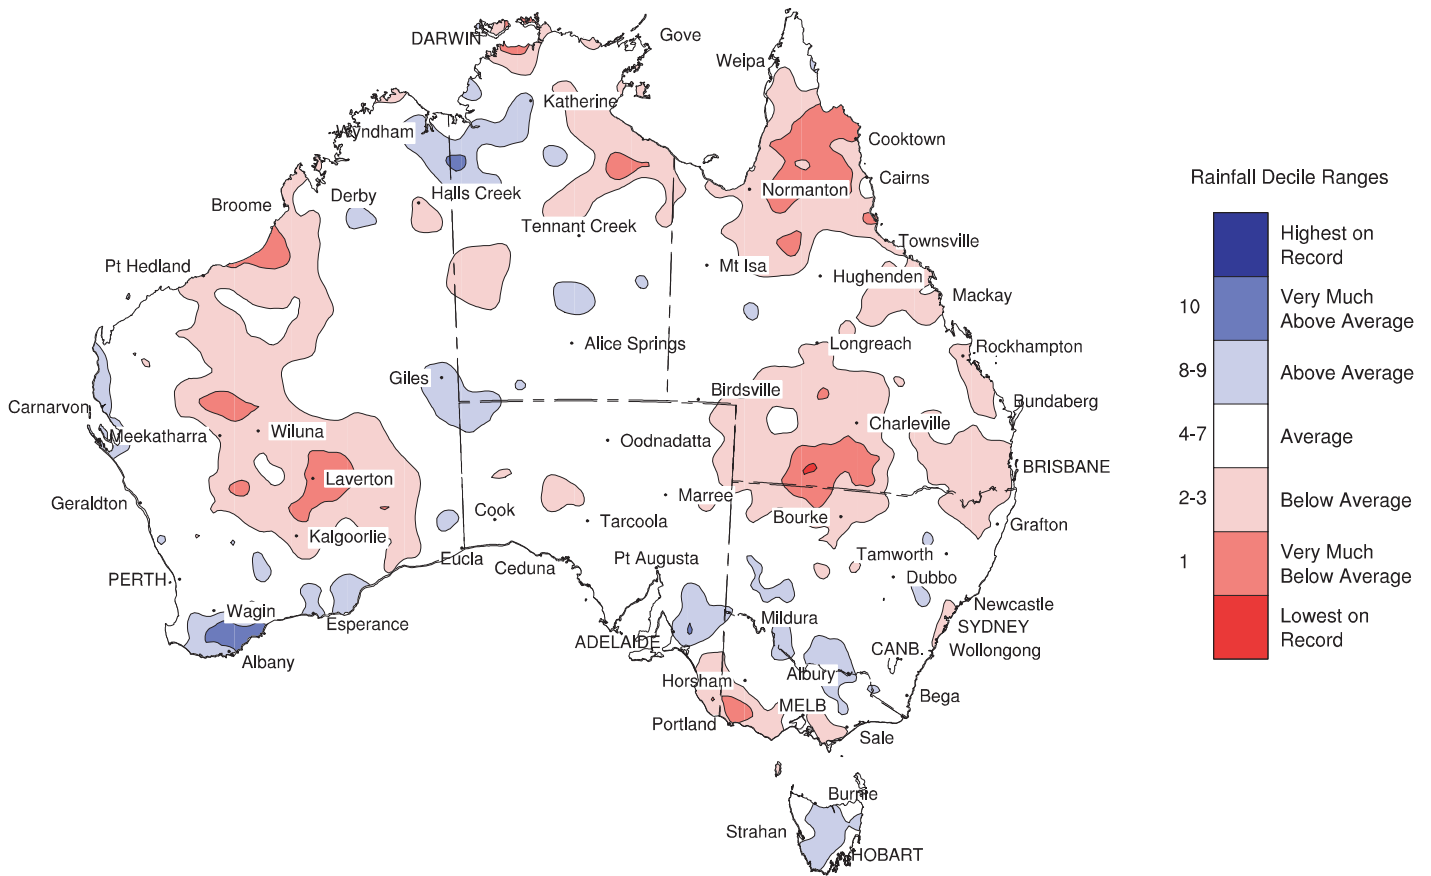 DARWIN
Gove
Weipa
Katherine
Wyndham
Cooktown
Rainfall Decile Ranges
Cairns
Normanton
Halls Creek
Derby
Broome
Tennant Creek
Highest on
Record
Townsville
Pt Hedland
Mt Isa
Hughenden
Mackay
10
Very Much
Above Average
Alice Springs
Longreach
Rockhampton
8-9
Above Average
Giles
Birdsville
Carnarvon
Bundaberg
Meekatharra
Wiluna
Oodnadatta
Charleville
4-7
Average
BRISBANE
Laverton
Marree
2-3
Below Average
Geraldton
Cook
Tarcoola
Bourke
Grafton
Kalgoorlie
Eucla
Ceduna
Pt Augusta
Tamworth
1
Very Much
Below Average
PERTH
Dubbo
Wagin
Esperance
Mildura
Newcastle
Lowest on
Record
SYDNEY
ADELAIDE
CANB.
Wollongong
Albany
Horsham
Albury
Bega
MELB
Portland
Sale
Burnie
Strahan
HOBART